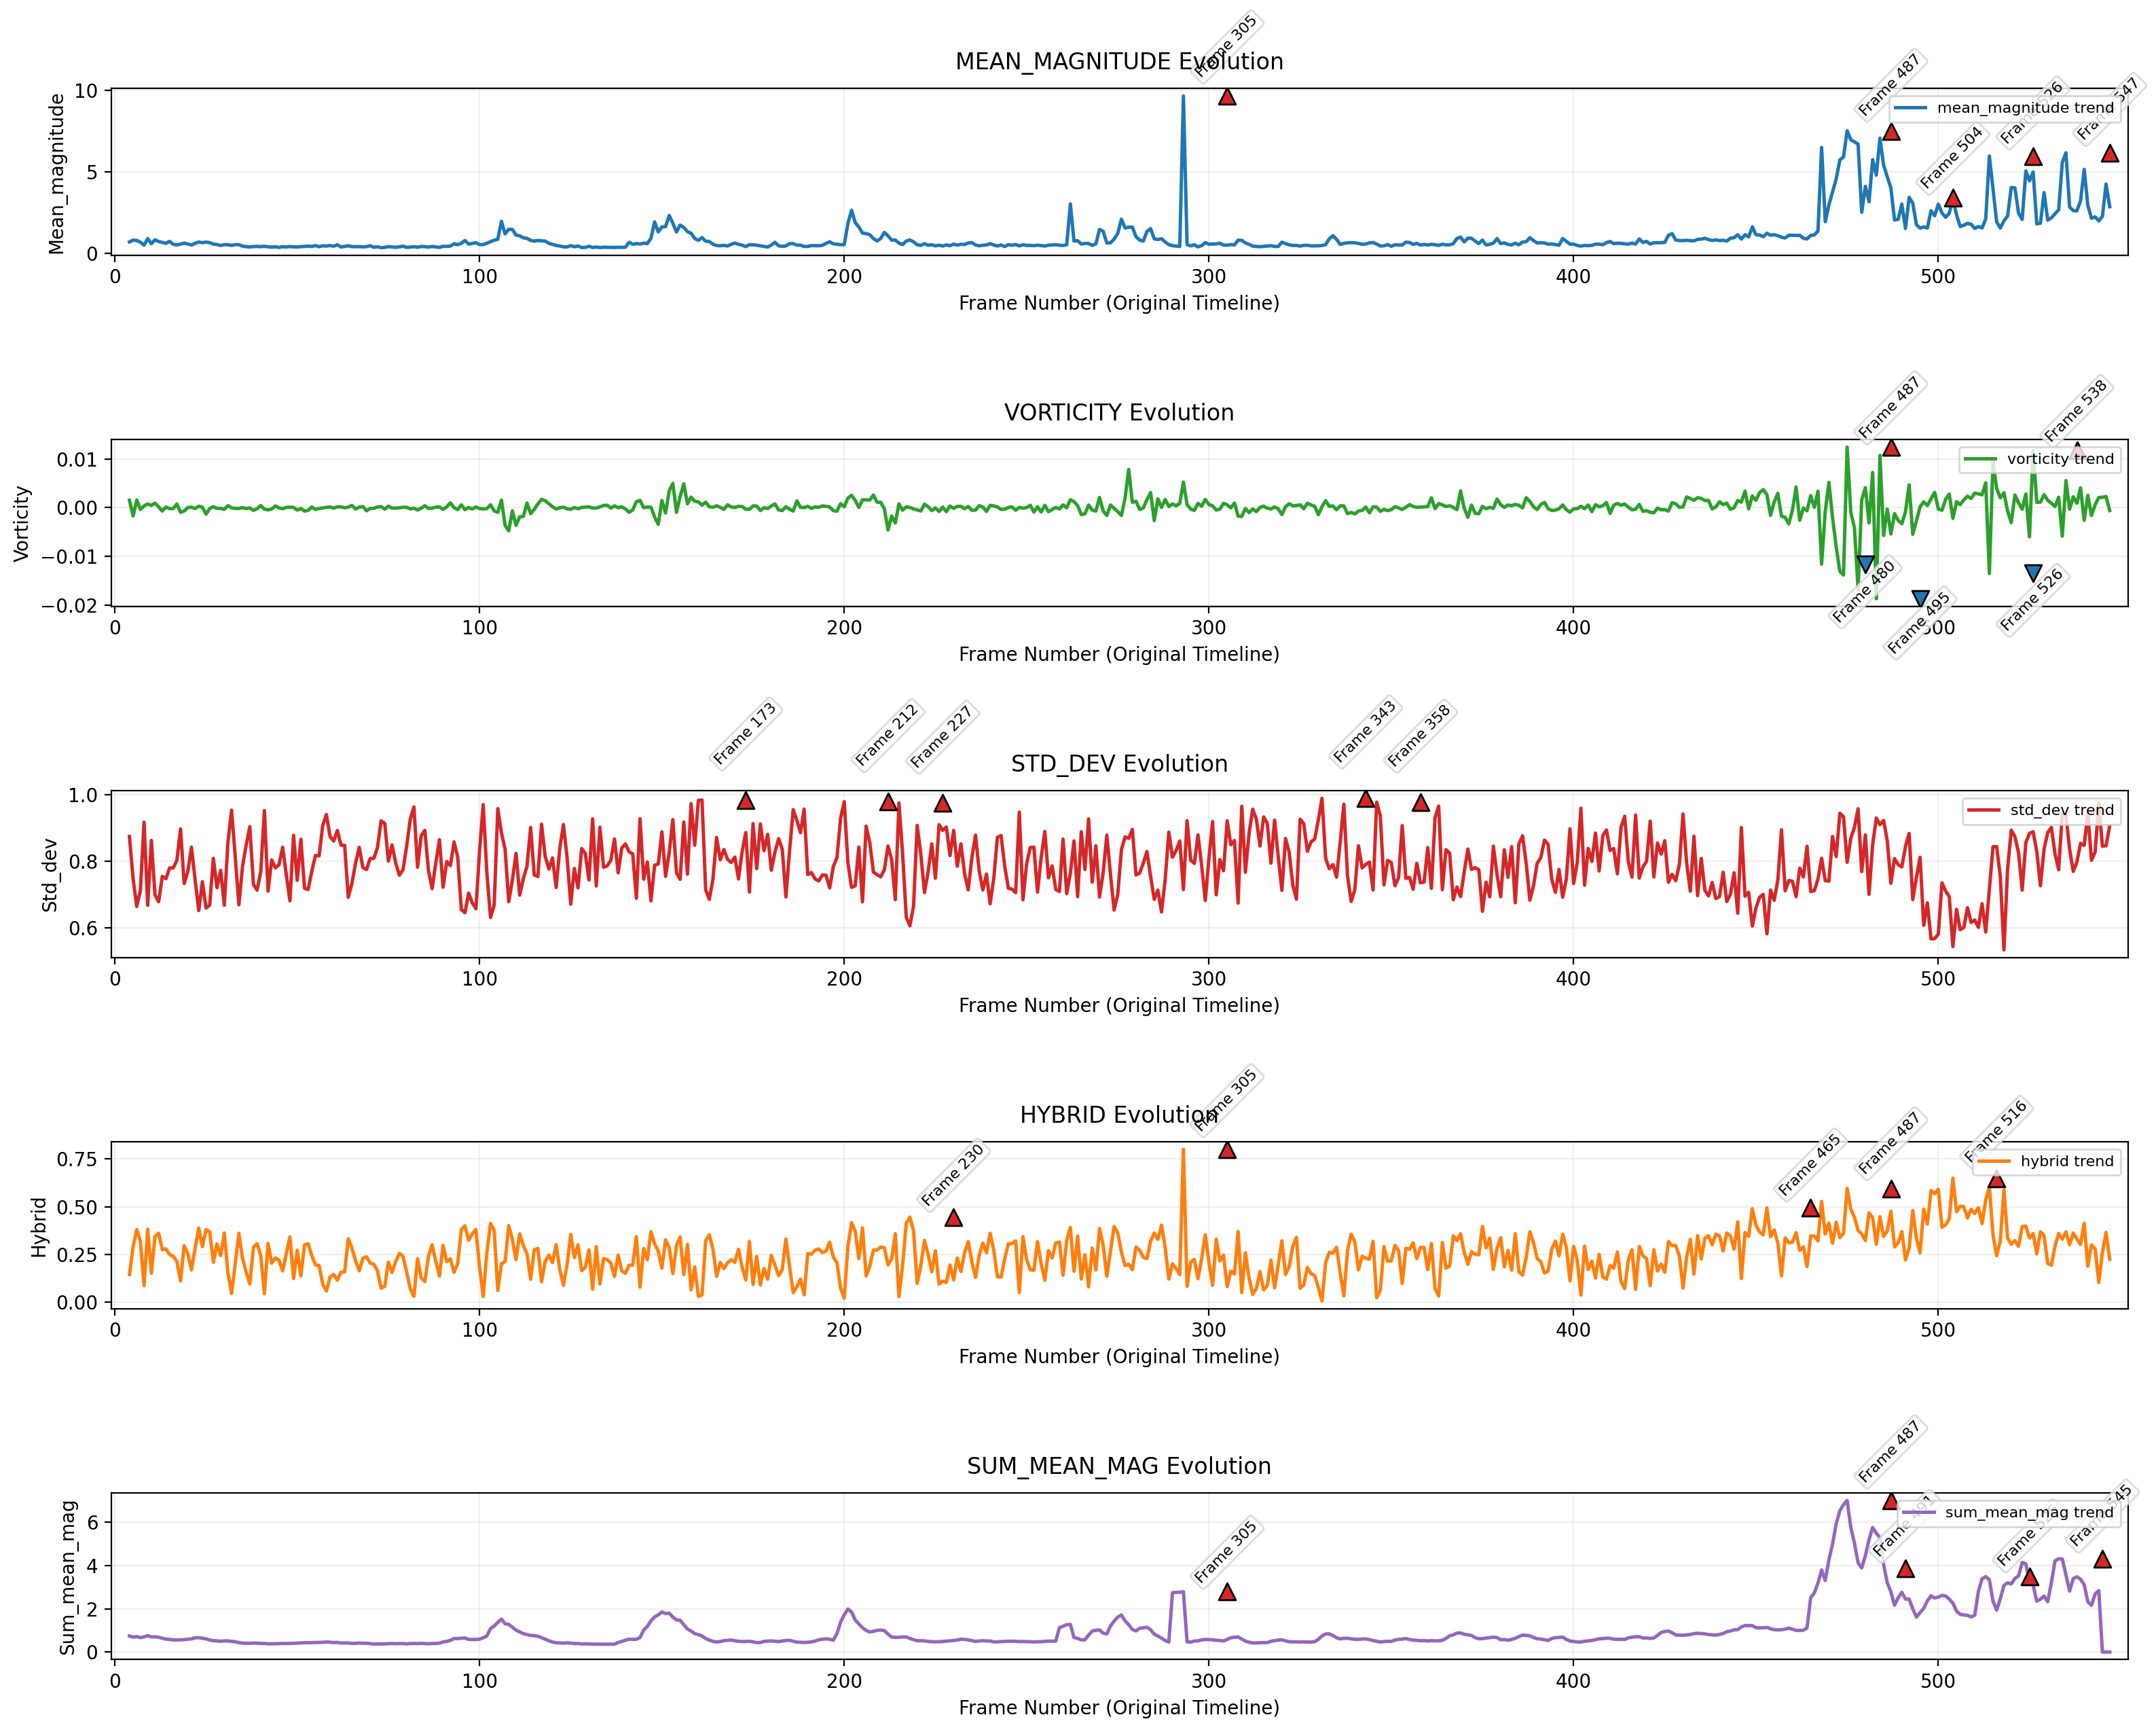 Frame 305
MEAN_MAGNITUDE Evolution
Frame 487
Frame 504
mean_magnitude trend
Mean_magnitude
10
5
0
0 100 200 300 400 500
Frame Number (Original Timeline)
VORTICITY Evolution
Frame 487
Frame 538
vorticity trend
Vorticity
0.01
0.00
−0.01
−0.02
Frame 480
Frame 495
Frame 526
0 100 200 300 400 500
Frame Number (Original Timeline)
Frame 173
Frame 212
Frame 227
Frame 343
Frame 358
STD_DEV Evolution
std_dev trend
Std_dev
1.0
0.8
0.6
0 100 200 300 400 500
Frame Number (Original Timeline)
Frame 305
HYBRID Evolution
Frame 230
Frame 465
Frame 487
Frame 516
hybrid trend
Hybrid
0.75
0.50
0.25
0.00
0 100 200 300 400 500
Frame Number (Original Timeline)
Frame 487
SUM_MEAN_MAG Evolution
Frame 305
sum_mean_mag trend
Sum_mean_mag
6
4
2
0
0 100 200 300 400 500
Frame Number (Original Timeline)